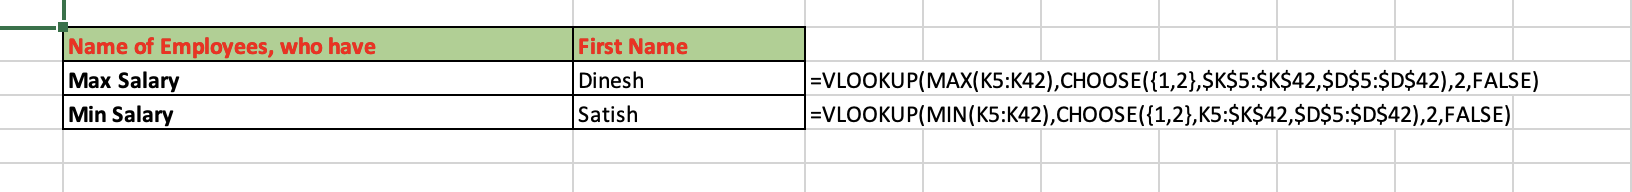 Name of Employees, who have First Name
Max Salary Dinesh =VLOOKUP(MAX(K5:K42),CHOOSE({1,2},$K$5:$K$42,$D$5:$D$42),2,FALSE)
Min Salary Satish =VLOOKUP(MIN(K5:K42),CHOOSE({1,2},K5:$K$42,$D$5:$D$42),2,FALSE)